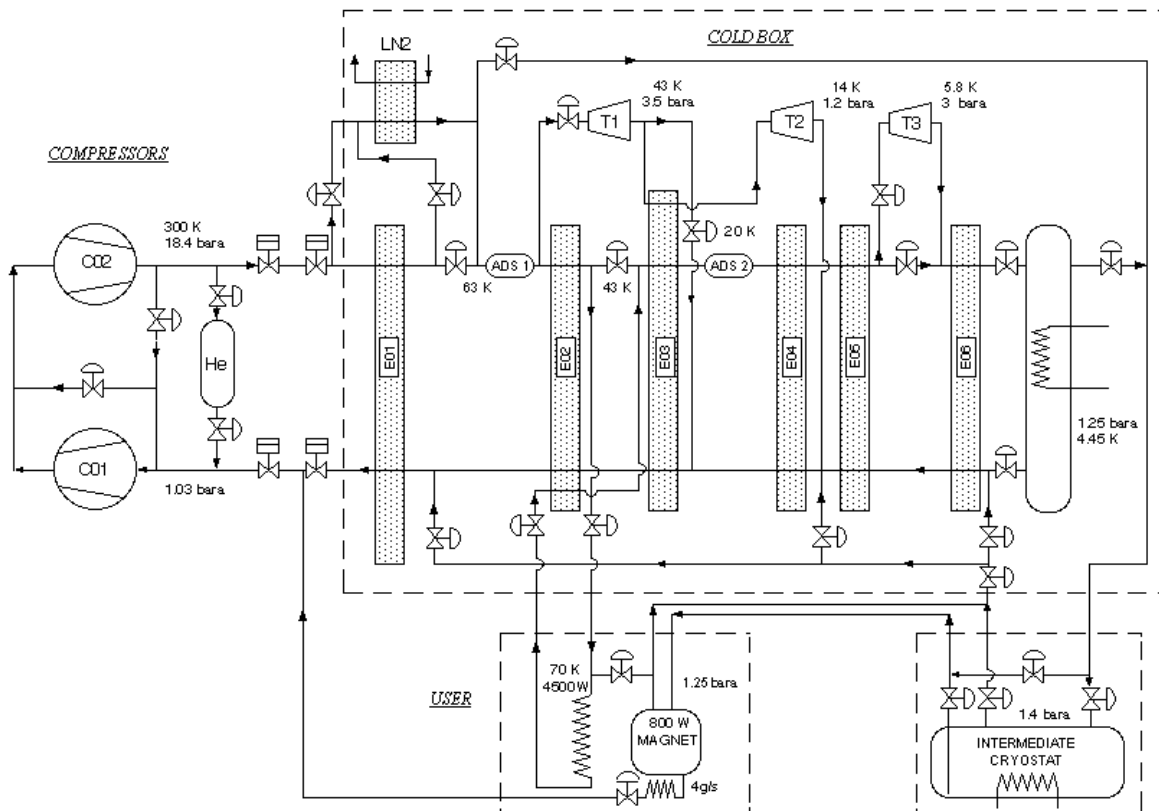 COLD BOX
LN2
43 K
3.5 bara
14 K
1.2 bara
5.8 K
3 bara
T1
T2
T3
COMPRESSORS
300 K
18.4 bara
20 K
C02
ADS 1
ADS 2
63 K
43 K
He
E01
E02
E03
E04
E05
E06
1.25 bara
4.45 K
C01
1.03 bara
70 K
4500W
1.25 bara
USER
800 W
MAGNET
1.4 bara
INTERMEDIATE
CRYOSTAT
4g/s